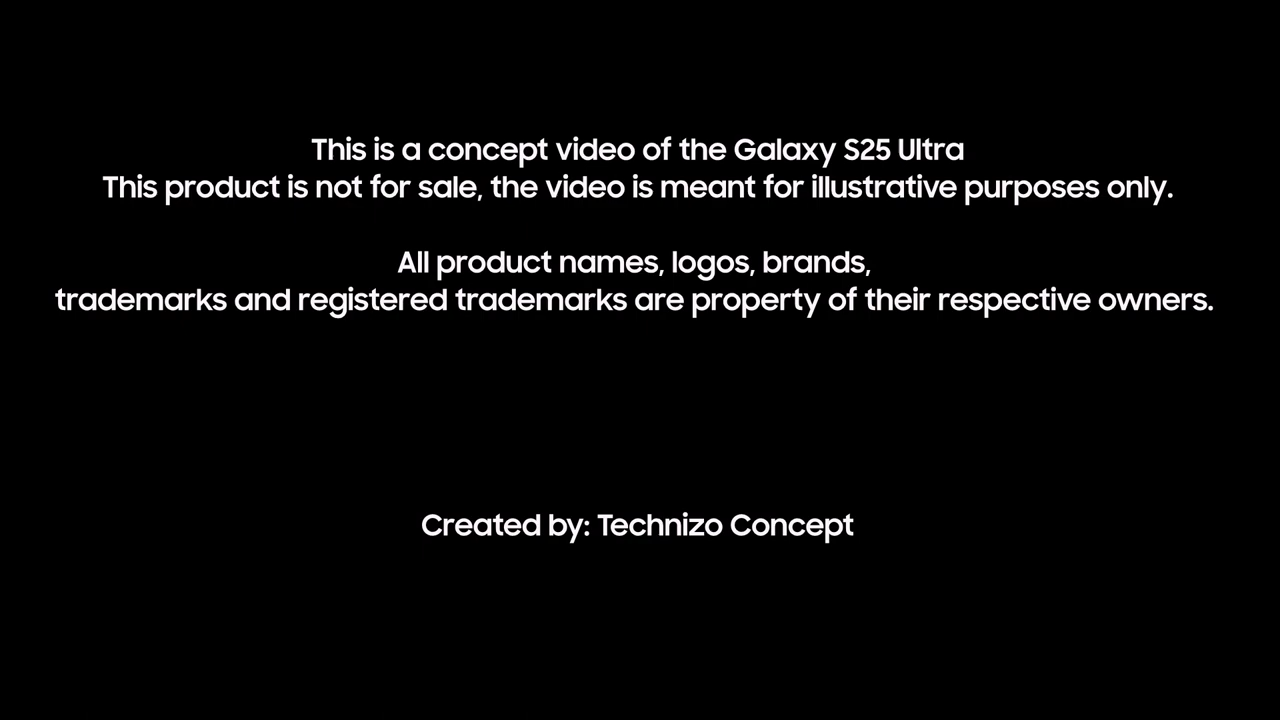 This is a concept video of the Galaxy S25 Ultra
This product is not for sale, the video is meant for illustrative purposes only.
All product names, logos, brands,
trademarks and registered trademarks are property of their respective owners.
Created by: Technizo Concept